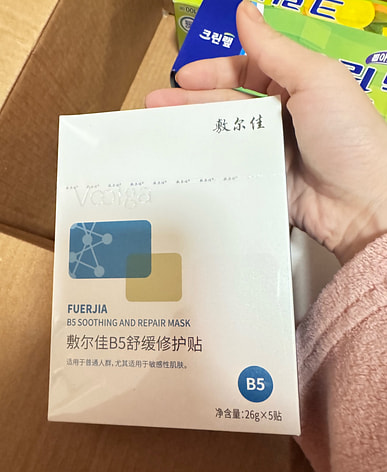 크린랩
敷尔佳
Voolga
FUERJIA
B5 SOOTHING AND REPAIR MASK
敷尔佳B5舒缓修护贴
适用于普通人群,尤其适用于敏感性肌肤。
B5
净含量:26g×5贴